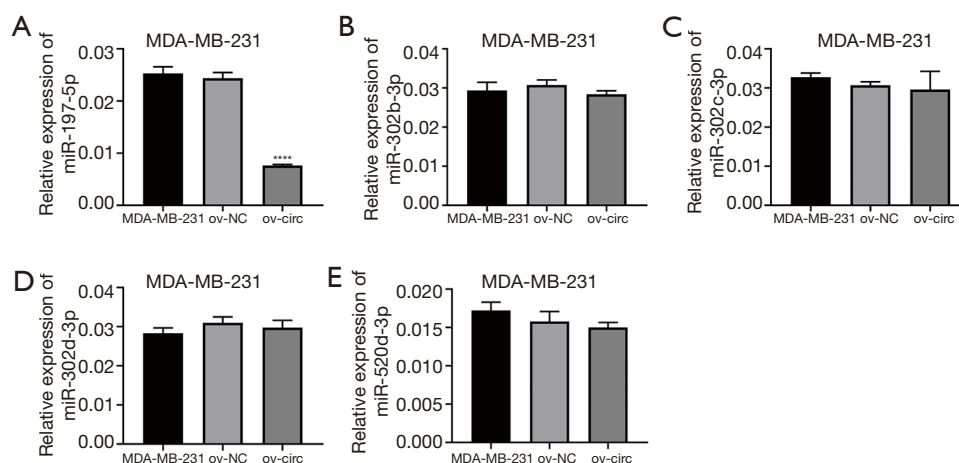 A
MDA-MB-231
Relative expression of
miR-197-5p
0.03
0.02
0.01
0.00
****
MDA-MB-231 ov-NC ov-circ
B
MDA-MB-231
Relative expression of
miR-302b-3p
0.04
0.03
0.02
0.01
0.00
MDA-MB-231 ov-NC ov-circ
C
MDA-MB-231
Relative expression of
miR-302c-3p
0.04
0.03
0.02
0.01
0.00
MDA-MB-231 ov-NC ov-circ
D
MDA-MB-231
Relative expression of
miR-302d-3p
0.04
0.03
0.02
0.01
0.00
MDA-MB-231 ov-NC ov-circ
E
MDA-MB-231
Relative expression of
miR-520d-3p
0.020
0.015
0.010
0.005
0.000
MDA-MB-231 ov-NC ov-circ